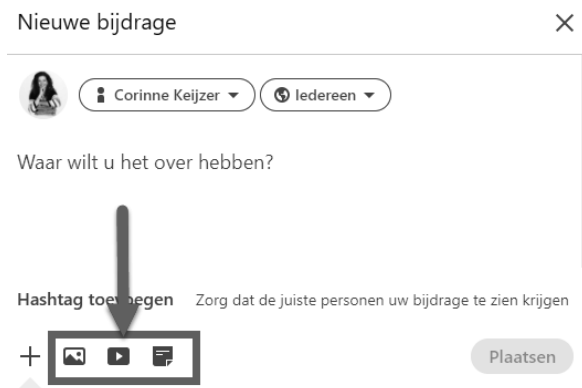 Nieuwe bijdrage
Corinne Keijzer Iedereen
Waar wilt u het over hebben?
Hashtag toevoegen Zorg dat de juiste personen uw bijdrage te zien krijgen
Plaatsen